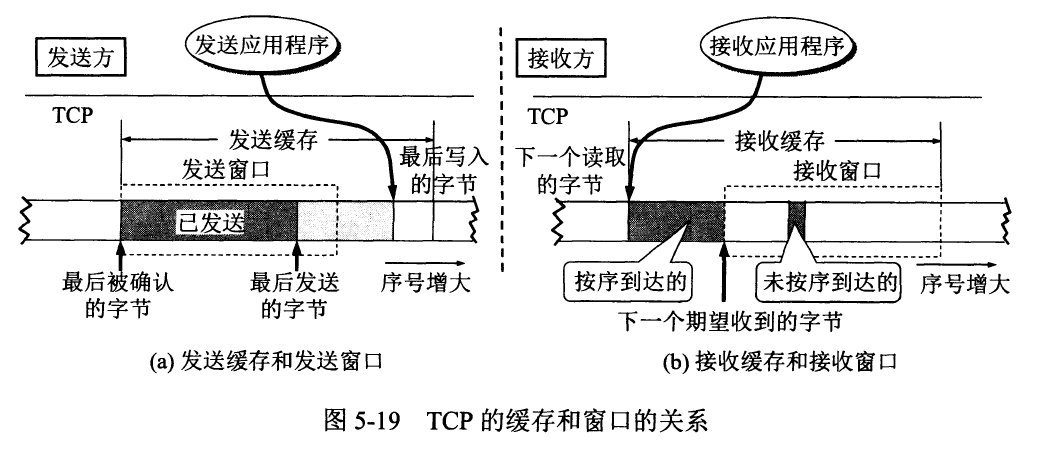 发送方
发送应用程序
TCP
发送缓存
发送窗口
最后写入
的字节
已发送
最后被确认
的字节
最后发送
的字节
序号增大
(a) 发送缓存和发送窗口
接收方
接收应用程序
TCP
下一个读取
的字节
接收缓存
接收窗口
按序到达的
未按序到达的
序号增大
下一个期望收到的字节
(b) 接收缓存和接收窗口
图 5-19 TCP 的缓存和窗口的关系